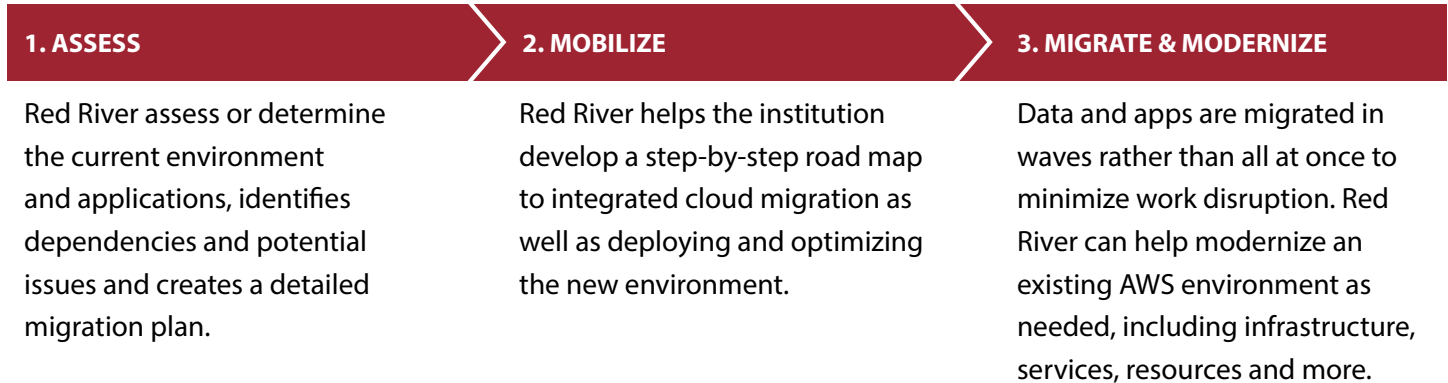 1. ASSESS
Red River assess or determine
the current environment
and applications, identifies
dependencies and potential
issues and creates a detailed
migration plan.
2. MOBILIZE
Red River helps the institution
develop a step-by-step road map
to integrated cloud migration as
well as deploying and optimizing
the new environment.
3. MIGRATE & MODERNIZE
Data and apps are migrated in
waves rather than all at once to
minimize work disruption. Red
River can help modernize an
existing AWS environment as
needed, including infrastructure,
services, resources and more.